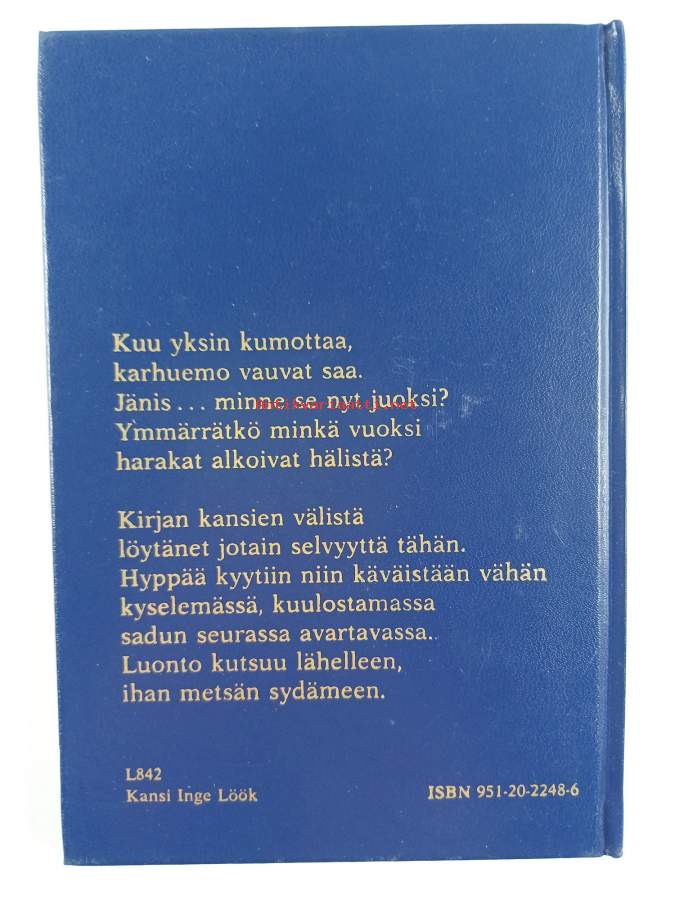 Kuu yksin kumottaa,
karhuemo vauvat saa.
Jänis... minne se nyt juoksi?
Antikvariaatti.net
Ymmärrätkö minkä vuoksi
harakat alkoivat hälistä?
Kirjan kansien välistä
löytänet jotain selvyyttä tähän.
Hyppää kyytiin niin käväistään vähän
kyselemässä, kuulostamassa
sadun seurassa avartavassa..
Luonto kutsuu lähelleen,
ihan metsän sydämeen.
L842
Kansi Inge Löök
ISBN 951-20-2248-6